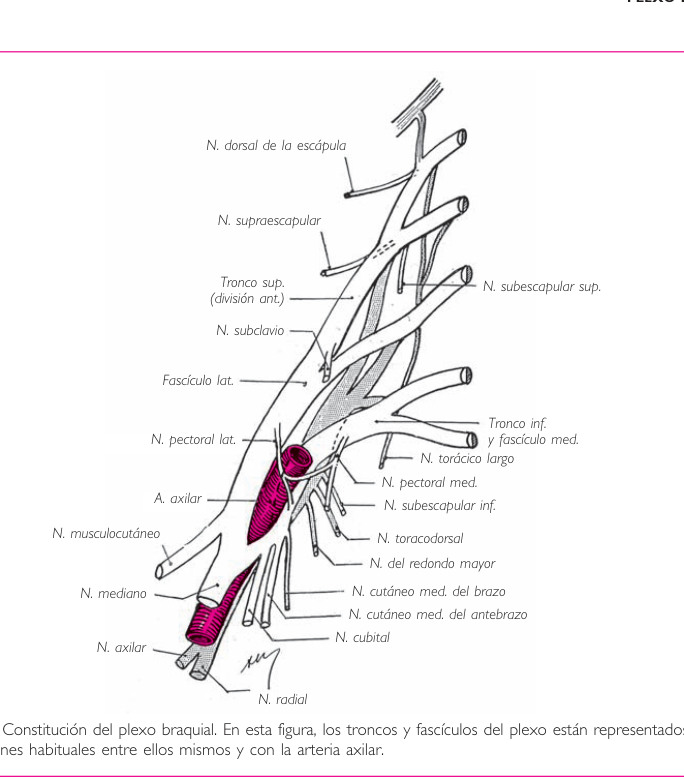 N. dorsal de la escápula
N. supraescapular
Tronco sup.
(división ant.)
N. subescapular sup.
N. subclavio
Fascículo lat.
Tronco inf.
y fascículo med.
N. pectoral lat.
N. torácico largo
N. pectoral med.
A. axilar
N. subescapular inf.
N. musculocutáneo
N. toracodorsal
N. del redondo mayor
N. mediano
N. cutáneo med. del brazo
N. cutáneo med. del antebrazo
N. cubital
N. axilar
N. radial
Constitución del plexo braquial. En esta figura, los troncos y fascículos del plexo están representados
nes habituales entre ellos mismos y con la arteria axilar.